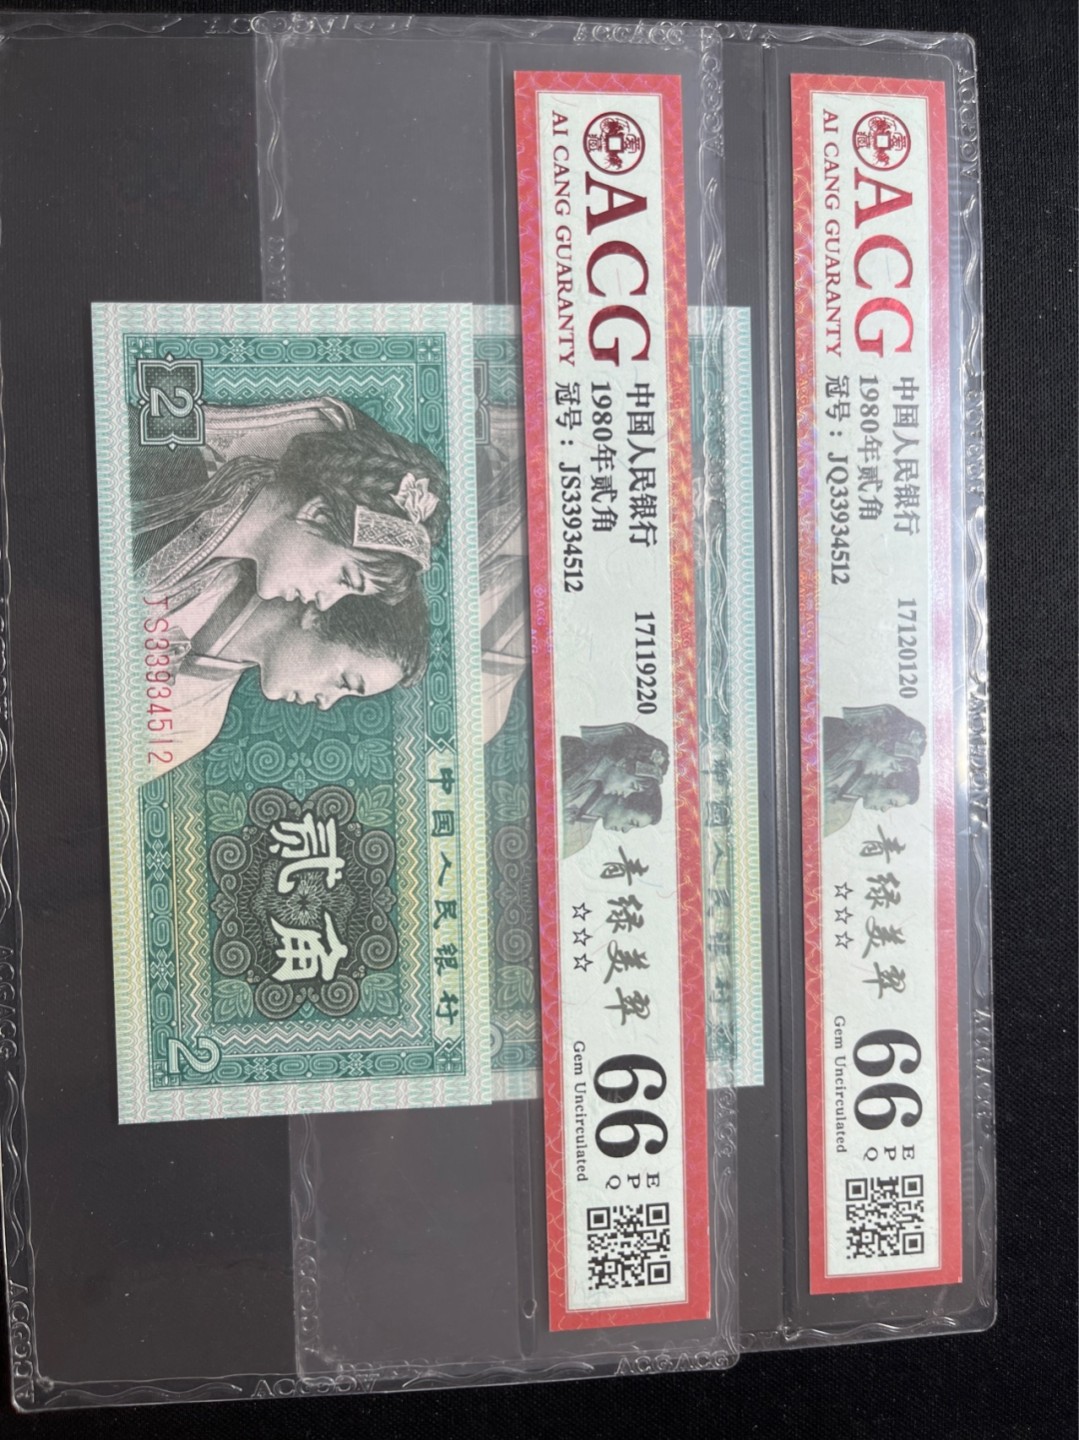 ACG
AI CANG GUARANTY
中国人民银行
1980年贰角
冠号：JQ33934512
17120120
青绿美翠
☆☆☆
66
EPQ
Gem Uncirculated
ACG
AI CANG GUARANTY
中国人民银行
1980年贰角
冠号：JS33934512
17119220
青绿美翠
☆☆☆
66
EPQ
Gem Uncirculated
中国人民银行
贰角
2
2
JS33934512